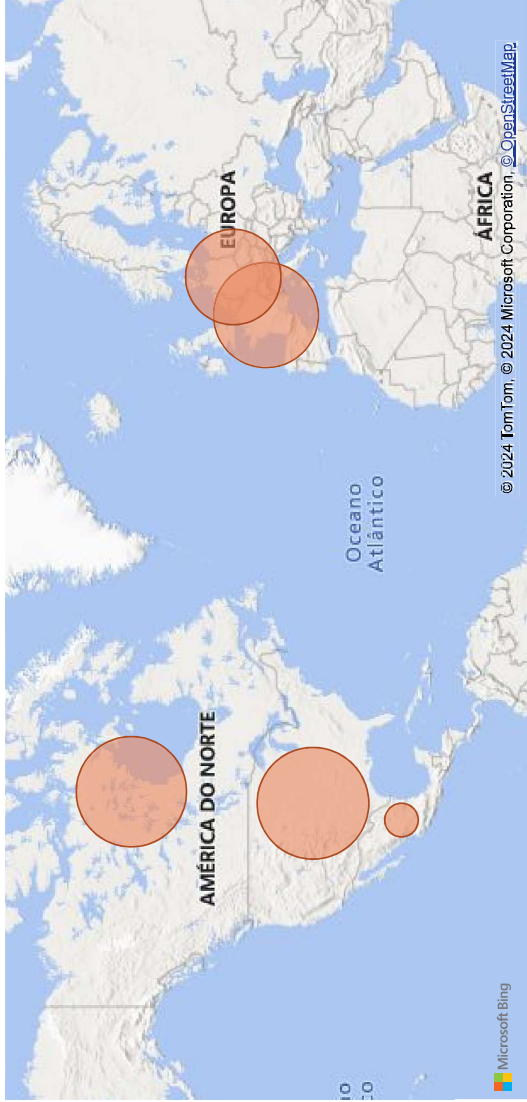 AMÉRICA DO NORTE
EUROPA
Oceano
Atlântico
ÁFRICA
Microsoft Bing
© 2024 TomTom, © 2024 Microsoft Corporation, © OpenStreetMap